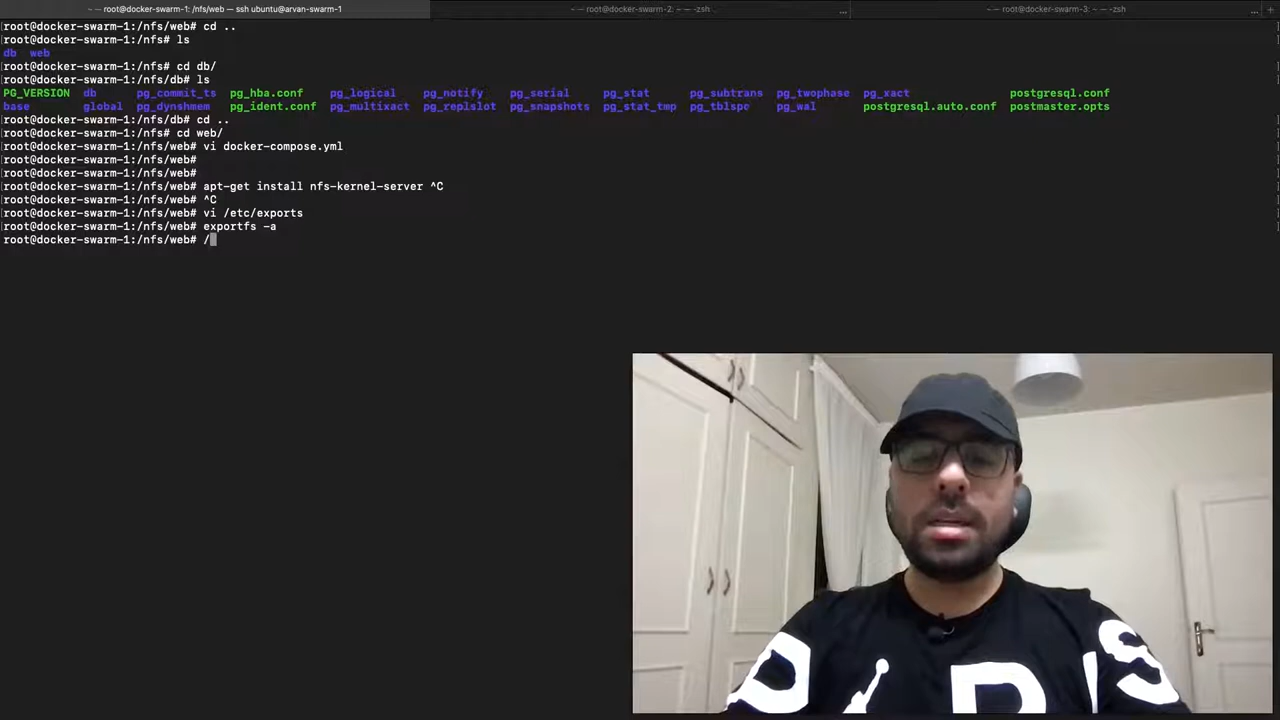 ~ — root@docker-swarm-1: /nfs/web — ssh ubuntu@arvan-swarm-1
~ — root@docker-swarm-2: ~ — -zsh ...
~ — root@docker-swarm-3: ~ — -zsh ... +
root@docker-swarm-1:/nfs/web# cd ..
root@docker-swarm-1:/nfs# ls
db web
root@docker-swarm-1:/nfs# cd db/
root@docker-swarm-1:/nfs/db# ls
PG_VERSION db pg_commit_ts pg_hba.conf pg_logical pg_notify pg_serial pg_stat pg_subtrans pg_twophase pg_xact postgresql.conf
base global pg_dynshmem pg_ident.conf pg_multixact pg_replslot pg_snapshots pg_stat_tmp pg_tblspc pg_wal postgresql.auto.conf postmaster.opts
root@docker-swarm-1:/nfs/db# cd ..
root@docker-swarm-1:/nfs# cd web/
root@docker-swarm-1:/nfs/web# vi docker-compose.yml
root@docker-swarm-1:/nfs/web#
root@docker-swarm-1:/nfs/web#
root@docker-swarm-1:/nfs/web# apt-get install nfs-kernel-server ^C
root@docker-swarm-1:/nfs/web# ^C
root@docker-swarm-1:/nfs/web# vi /etc/exports
root@docker-swarm-1:/nfs/web# exportfs -a
root@docker-swarm-1:/nfs/web# /